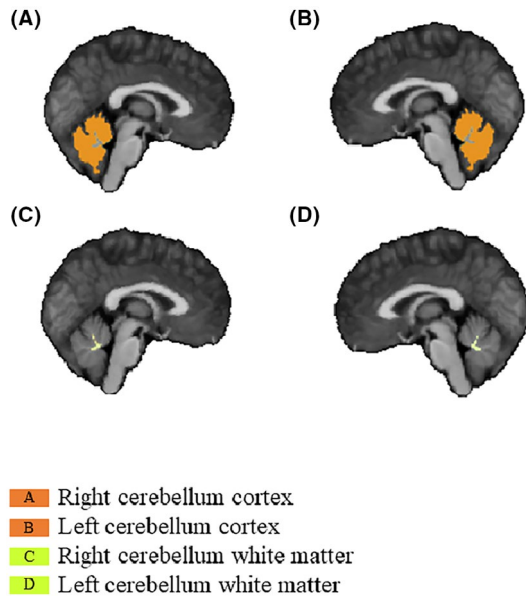 (A) (B)
(C) (D)
A Right cerebellum cortex
B Left cerebellum cortex
C Right cerebellum white matter
D Left cerebellum white matter